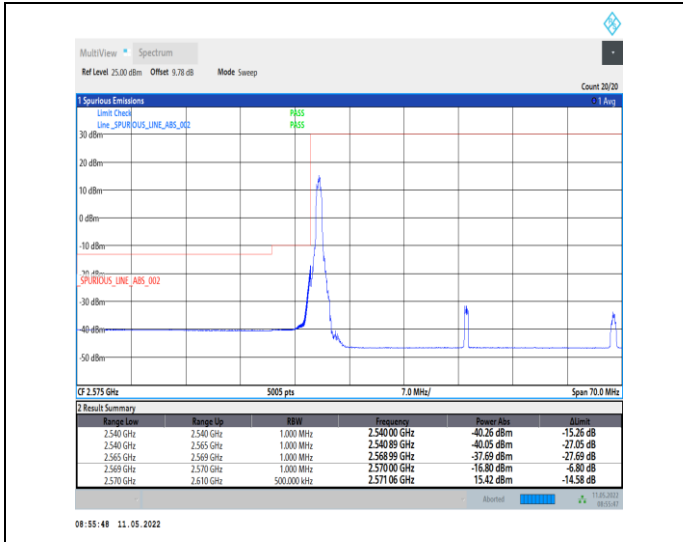 MultiView Spectrum
Ref Level 25.00 dBm Offset 9.78 dB Mode Sweep
Count 20/20
1 Spurious Emissions 1 Avg
Limit Check PASS
Line _SPURIOUS_LINE_ABS_002 PASS
30 dBm
20 dBm
10 dBm
0 dBm
-10 dBm
-20 dBm
_SPURIOUS_LINE_ABS_002
-30 dBm
-40 dBm
-50 dBm
CF 2.575 GHz 5005 pts 7.0 MHz/ Span 70.0 MHz
2 Result Summary
Range Low Range Up RBW Frequency Power Abs ΔLimit
2.540 GHz 2.540 GHz 1.000 MHz 2.540 00 GHz -40.26 dBm -15.26 dB
2.540 GHz 2.565 GHz 1.000 MHz 2.540 89 GHz -40.05 dBm -27.05 dB
2.565 GHz 2.569 GHz 1.000 MHz 2.568 99 GHz -37.69 dBm -27.69 dB
2.569 GHz 2.570 GHz 1.000 MHz 2.570 00 GHz -16.80 dBm -6.80 dB
2.570 GHz 2.610 GHz 500.000 kHz 2.571 06 GHz 15.42 dBm -14.58 dB
Aborted 11.05.2022
08:55:47
08:55:48 11.05.2022